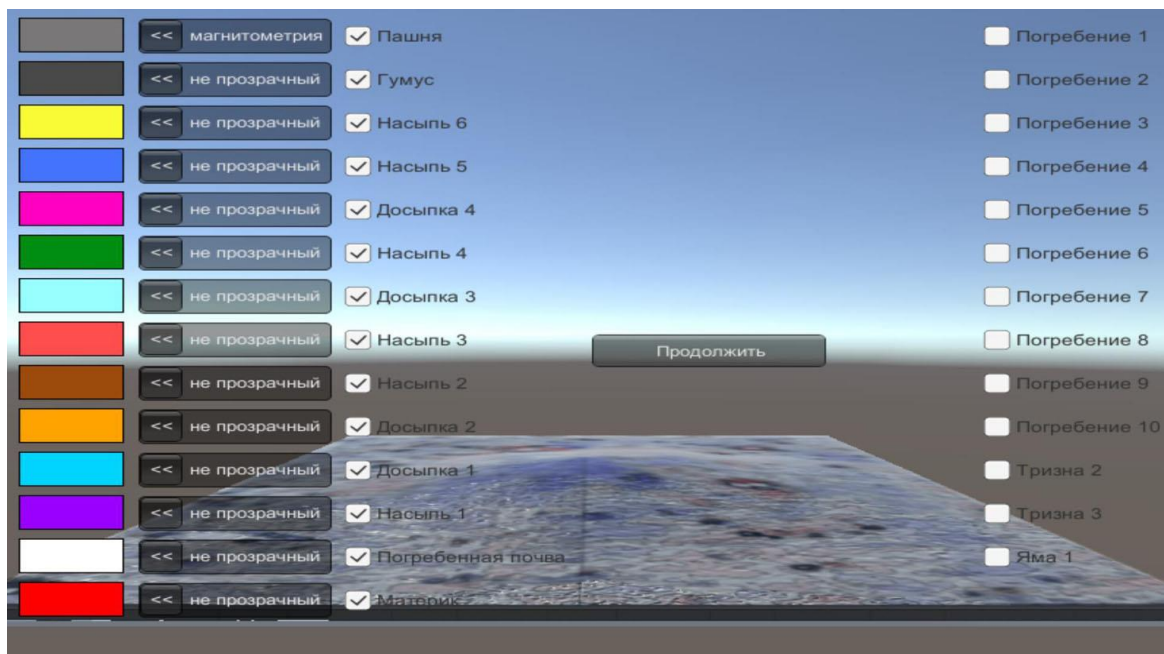 << магнитометрия Пашня Погребение 1
<< не прозрачный Гумус Погребение 2
<< не прозрачный Насыпь 6 Погребение 3
<< не прозрачный Насыпь 5 Погребение 4
<< не прозрачный Досыпка 4 Погребение 5
<< не прозрачный Насыпь 4 Погребение 6
<< не прозрачный Досыпка 3 Погребение 7
<< не прозрачный Насыпь 3 Погребение 8
Продолжить
<< не прозрачный Насыпь 2 Погребение 9
<< не прозрачный Досыпка 2 Погребение 10
<< не прозрачный Досыпка 1 Тризна 2
<< не прозрачный Насыпь 1 Тризна 3
<< не прозрачный Погребенная почва Яма 1
<< не прозрачный Материк